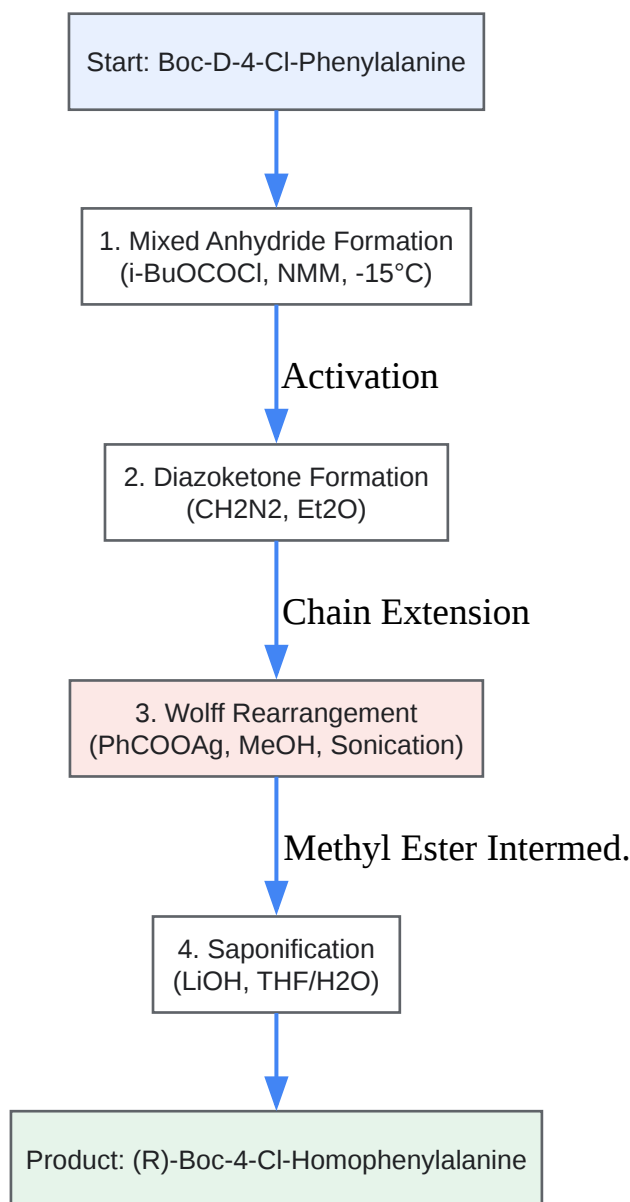 Start: Boc-D-4-Cl-Phenylalanine
1. Mixed Anhydride Formation
(i-BuOCOCl, NMM, -15°C)
Activation
2. Diazoketone Formation
(CH2N2, Et2O)
Chain Extension
3. Wolff Rearrangement
(PhCOOAg, MeOH, Sonication)
Methyl Ester Intermed.
4. Saponification
(LiOH, THF/H2O)
Product: (R)-Boc-4-Cl-Homophenylalanine